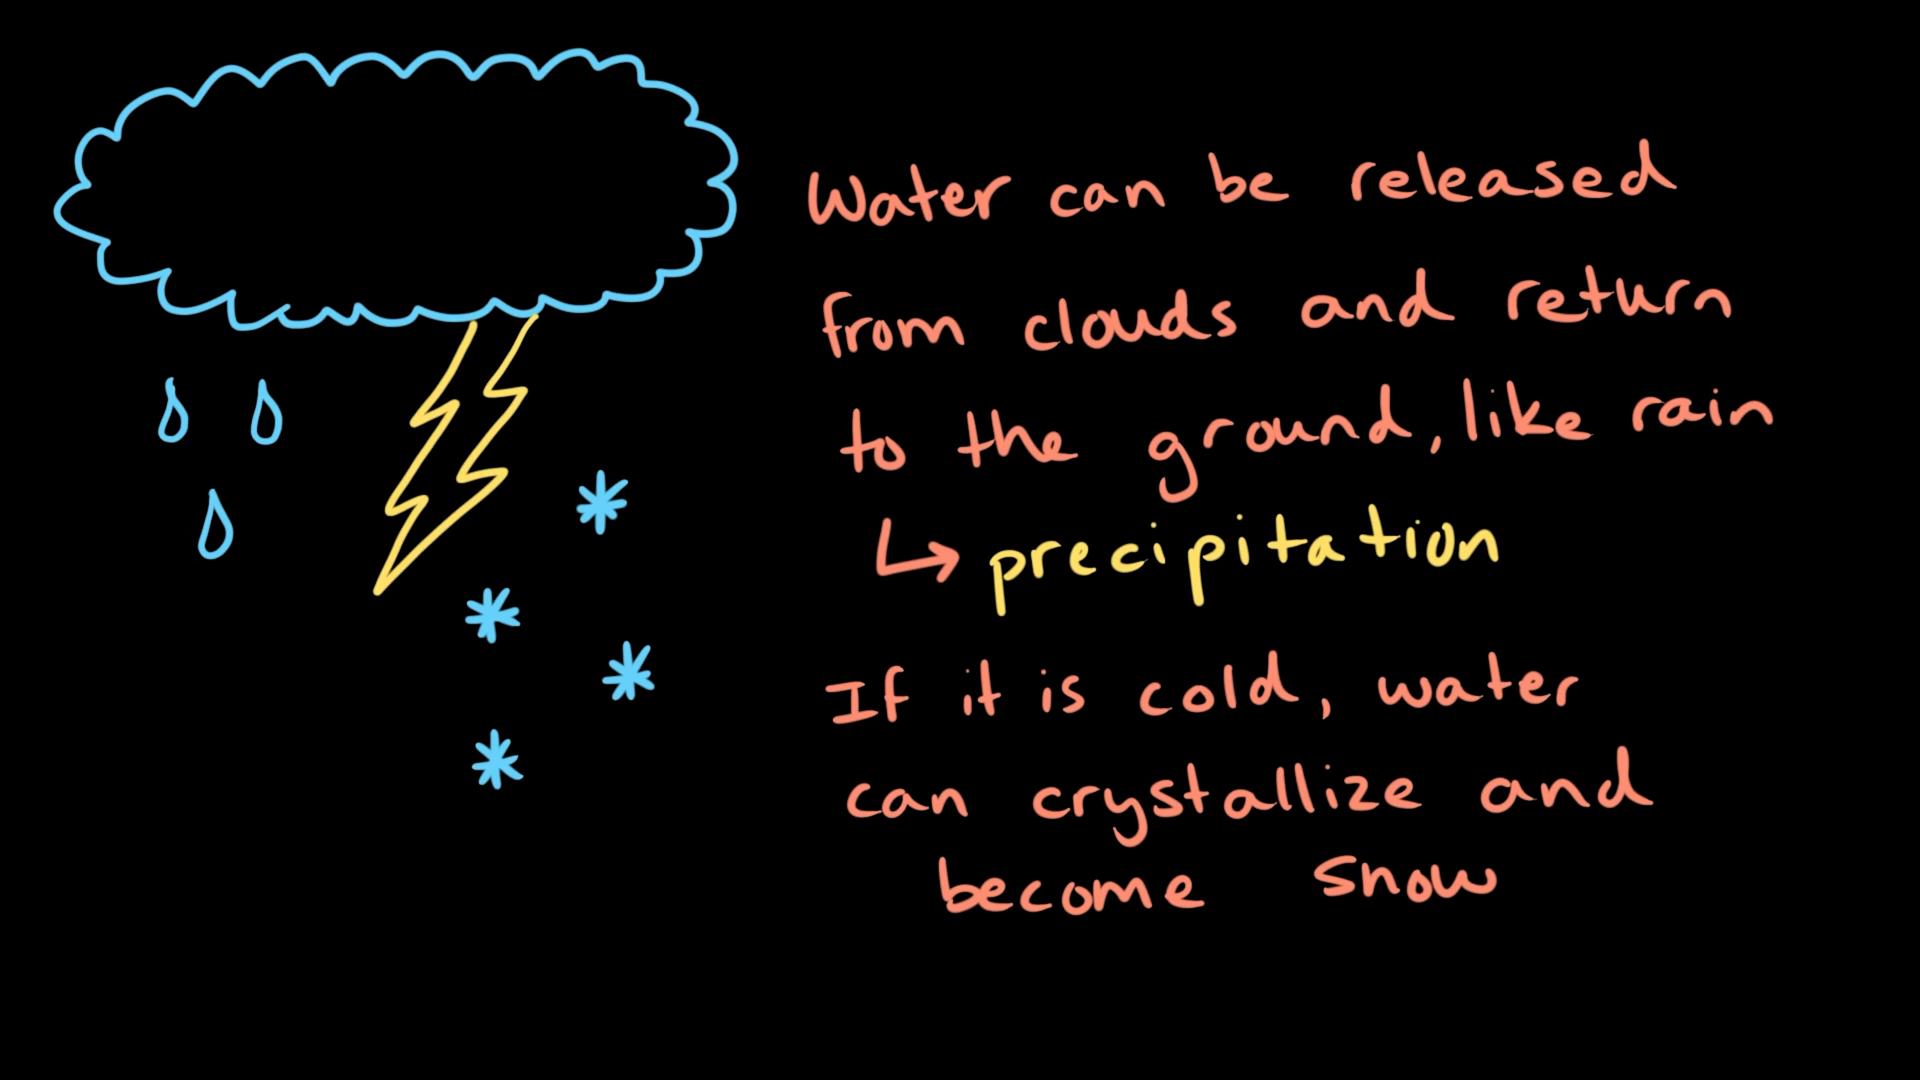 Water can be released
from clouds and return
to the ground, like rain
precipitation
If it is cold, water
can crystallize and
become snow